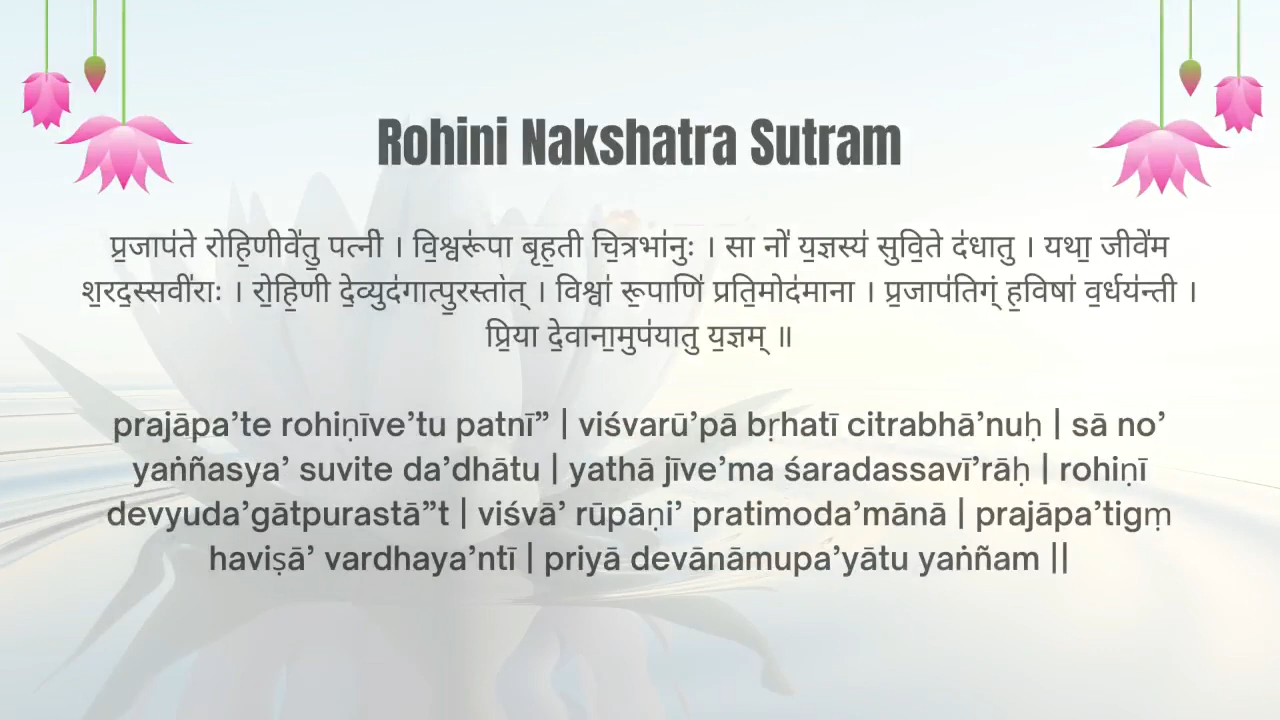 Rohini Nakshatra Sutram
प्र॒जाप॑ते रोहि॒णीवे॑तु॒ पत्नी᳚ । वि॒श्वरू॑पा बृह॒ती चि॒त्रभा॑नुः । सा नो॑ य॒ज्ञस्य॑ सुवि॒ते द॑धातु । यथा॒ जीवे॑म
श॒रद॒स्सवी॑राः । रो॒हि॒णी दे॒व्युद॑गात्पु॒रस्ता᳚त् । विश्वा॑ रू॒पाणि॑ प्रति॒मोद॑माना । प्र॒जाप॑तिग्ं ह॒विषा॑ व॒र्धय॑न्ती ।
प्रि॒या दे॒वाना॒मुप॑यातु य॒ज्ञम् ॥
prajāpa’te rohiṇīve’tu patnī” | viśvarū’pā bṛhatī citrabhā’nuḥ | sā no’
yaṅñasya’ suvite da’dhātu | yathā jīve’ma śaradassavī’rāḥ | rohiṇī
devyuda’gātpurastā”t | viśvā’ rūpāṇi’ pratimoda’mānā | prajāpa’tigṃ
haviṣā’ vardhaya’ntī | priyā devānāmupa’yātu yaṅñam ||